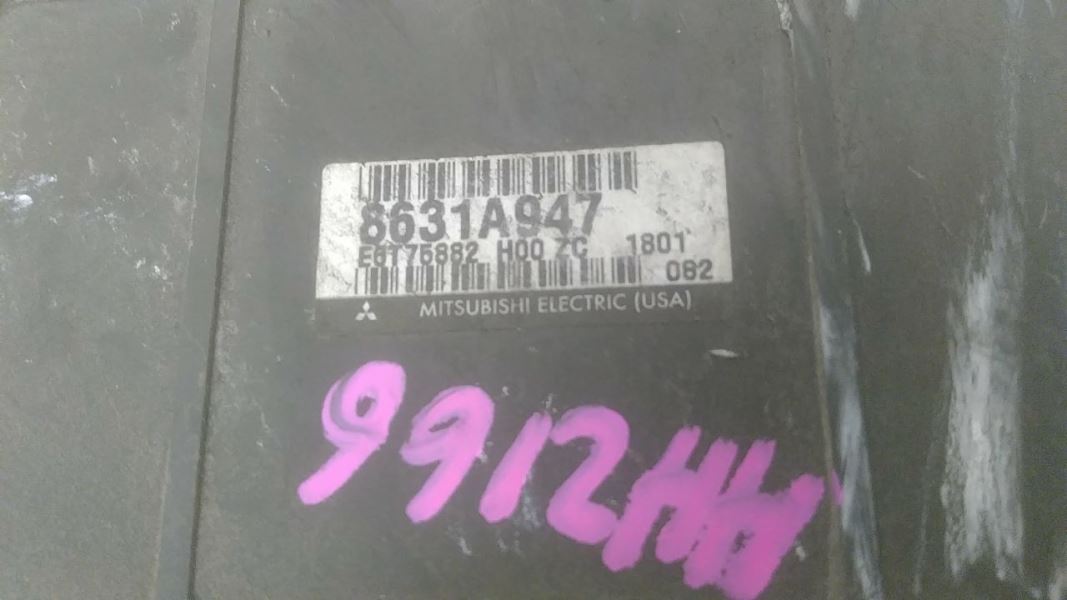 8631A947
E6T75882 H00 ZC 1801
082
MITSUBISHI ELECTRIC (USA)
9912HH